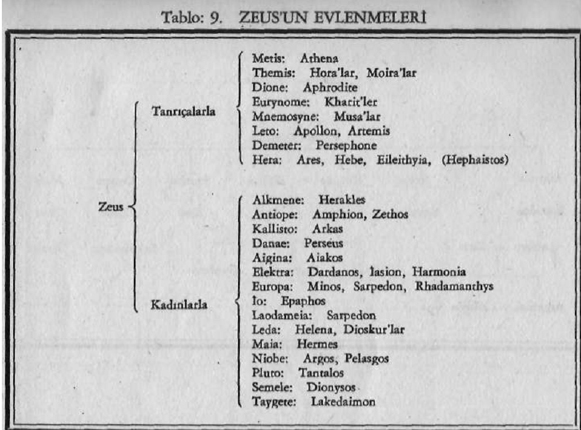 Tablo: 9. ZEUS'UN EVLENMELERİ
Metis: Athena
Themis: Hora'lar, Moira'lar
Dione: Aphrodite
Tanrıçalarla
Eurynome: Kharit'ler
Mnemosyne: Musa'lar
Leto: Apollon, Artemis
Demeter: Persephone
Hera: Ares, Hebe, Eileithyia, (Hephaistos)
Zeus
Alkmene: Herakles
Antiope: Amphion, Zethos
Kallisto: Arkas
Danae: Perseus
Aigina: Aiakos
Elektra: Dardanos, Iasion, Harmonia
Europa: Minos, Sarpedon, Rhadamanthys
Kadınlarla
Io: Epaphos
Laodameia: Sarpedon
Leda: Helena, Dioskur'lar
Maia: Hermes
Niobe: Argos, Pelasgos
Pluto: Tantalos
Semele: Dionysos
Taygete: Lakedaimon